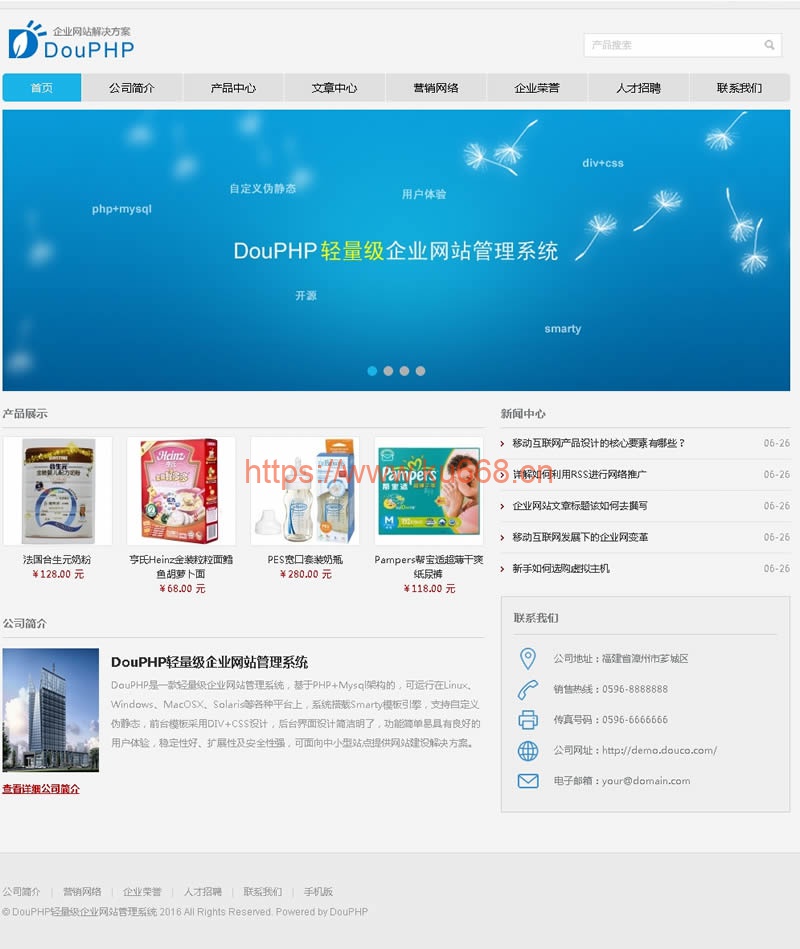 企业网站解决方案
DouPHP
产品搜索
首页
公司简介
产品中心
文章中心
营销网络
企业荣誉
人才招聘
联系我们
div+css
自定义伪静态
用户体验
php+mysql
DouPHP轻量级企业网站管理系统
开源
smarty
产品展示
Heinz
Pampers
帮宝适
M
法国合生元奶粉
¥128.00 元
亨氏Heinz金装粒粒面鳕
鱼胡萝卜面
¥68.00 元
PES宽口套装奶瓶
¥280.00 元
Pampers帮宝适超薄干爽
纸尿裤
¥118.00 元
新闻中心
移动互联网产品设计的核心要素有哪些？ 06-26
详解如何利用RSS进行网络推广 06-26
企业网站文章标题该如何去撰写 06-26
移动互联网发展下的企业网变革 06-26
新手如何选购虚拟主机 06-26
公司简介
DouPHP轻量级企业网站管理系统
DouPHP是一款轻量级企业网站管理系统，基于PHP+Mysql架构的，可运行在Linux、
Windows、MacOSX、Solaris等各种平台上，系统搭载Smarty模板引擎，支持自定义
伪静态，前台模板采用DIV+CSS设计，后台界面设计简洁明了，功能简单易具有良好的
用户体验，稳定性好、扩展性及安全性强，可面向中小型站点提供网站建设解决方案。
查看详细公司简介
联系我们
公司地址：福建省漳州市芗城区
销售热线：0596-8888888
传真号码：0596-6666666
公司网址：http://demo.douco.com/
电子邮箱：your@domain.com
公司简介 | 营销网络 | 企业荣誉 | 人才招聘 | 联系我们 | 手机版
© DouPHP轻量级企业网站管理系统 2016 All Rights Reserved. Powered by DouPHP